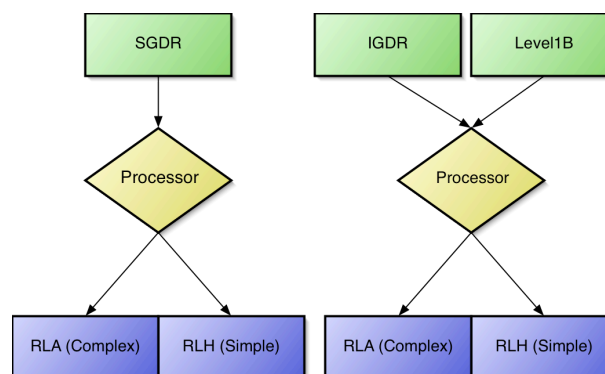 SGDR
IGDR
Level1B
Processor
Processor
RLA (Complex)
RLH (Simple)
RLA (Complex)
RLH (Simple)